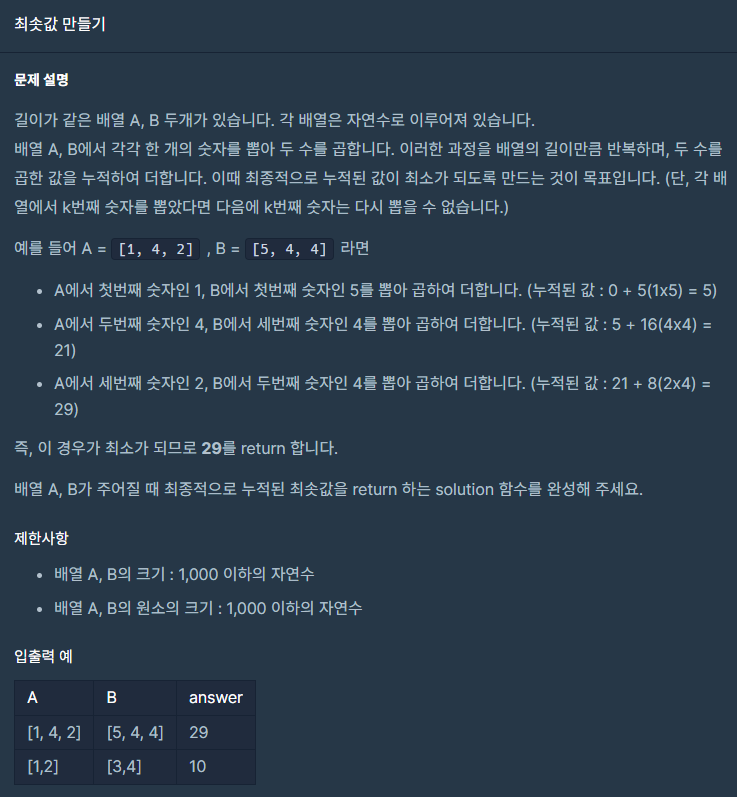 최솟값 만들기
문제 설명
길이가 같은 배열 A, B 두개가 있습니다. 각 배열은 자연수로 이루어져 있습니다.
배열 A, B에서 각각 한 개의 숫자를 뽑아 두 수를 곱합니다. 이러한 과정을 배열의 길이만큼 반복하며, 두 수를
곱한 값을 누적하여 더합니다. 이때 최종적으로 누적된 값이 최소가 되도록 만드는 것이 목표입니다. (단, 각 배
열에서 k번째 숫자를 뽑았다면 다음에 k번째 숫자는 다시 뽑을 수 없습니다.)
예를 들어 A = [1, 4, 2] , B = [5, 4, 4] 라면
• A에서 첫번째 숫자인 1, B에서 첫번째 숫자인 5를 뽑아 곱하여 더합니다. (누적된 값 : 0 + 5(1x5) = 5)
• A에서 두번째 숫자인 4, B에서 세번째 숫자인 4를 뽑아 곱하여 더합니다. (누적된 값 : 5 + 16(4x4) =
21)
• A에서 세번째 숫자인 2, B에서 두번째 숫자인 4를 뽑아 곱하여 더합니다. (누적된 값 : 21 + 8(2x4) =
29)
즉, 이 경우가 최소가 되므로 29를 return 합니다.
배열 A, B가 주어질 때 최종적으로 누적된 최솟값을 return 하는 solution 함수를 완성해 주세요.
제한사항
• 배열 A, B의 크기 : 1,000 이하의 자연수
• 배열 A, B의 원소의 크기 : 1,000 이하의 자연수
입출력 예
A B answer
[1, 4, 2] [5, 4, 4] 29
[1,2] [3,4] 10